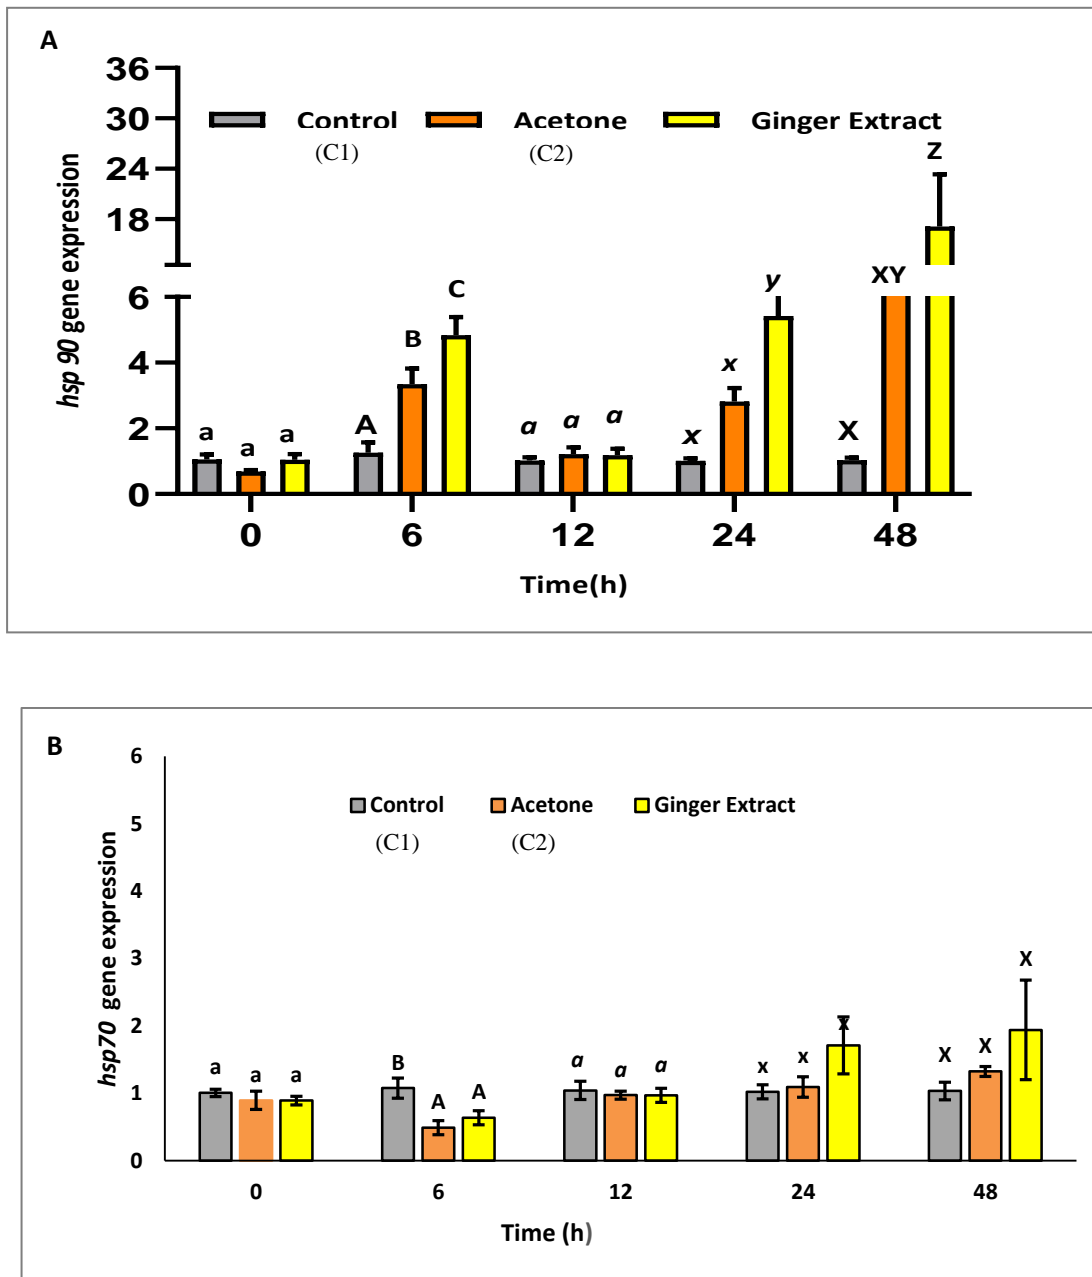 A
36
30
24
18
6
4
2
0
hsp 90 gene expression
Control Acetone Ginger Extract
(C1) (C2)
a a a
A B C
a a a
x x y
X XY Z
0 6 12 24 48
Time(h)
B
6
5
4
3
2
1
0
hsp70 gene expression
Control Acetone Ginger Extract
(C1) (C2)
a a a
B A A
a a a
x x x
X X X
0 6 12 24 48
Time (h)